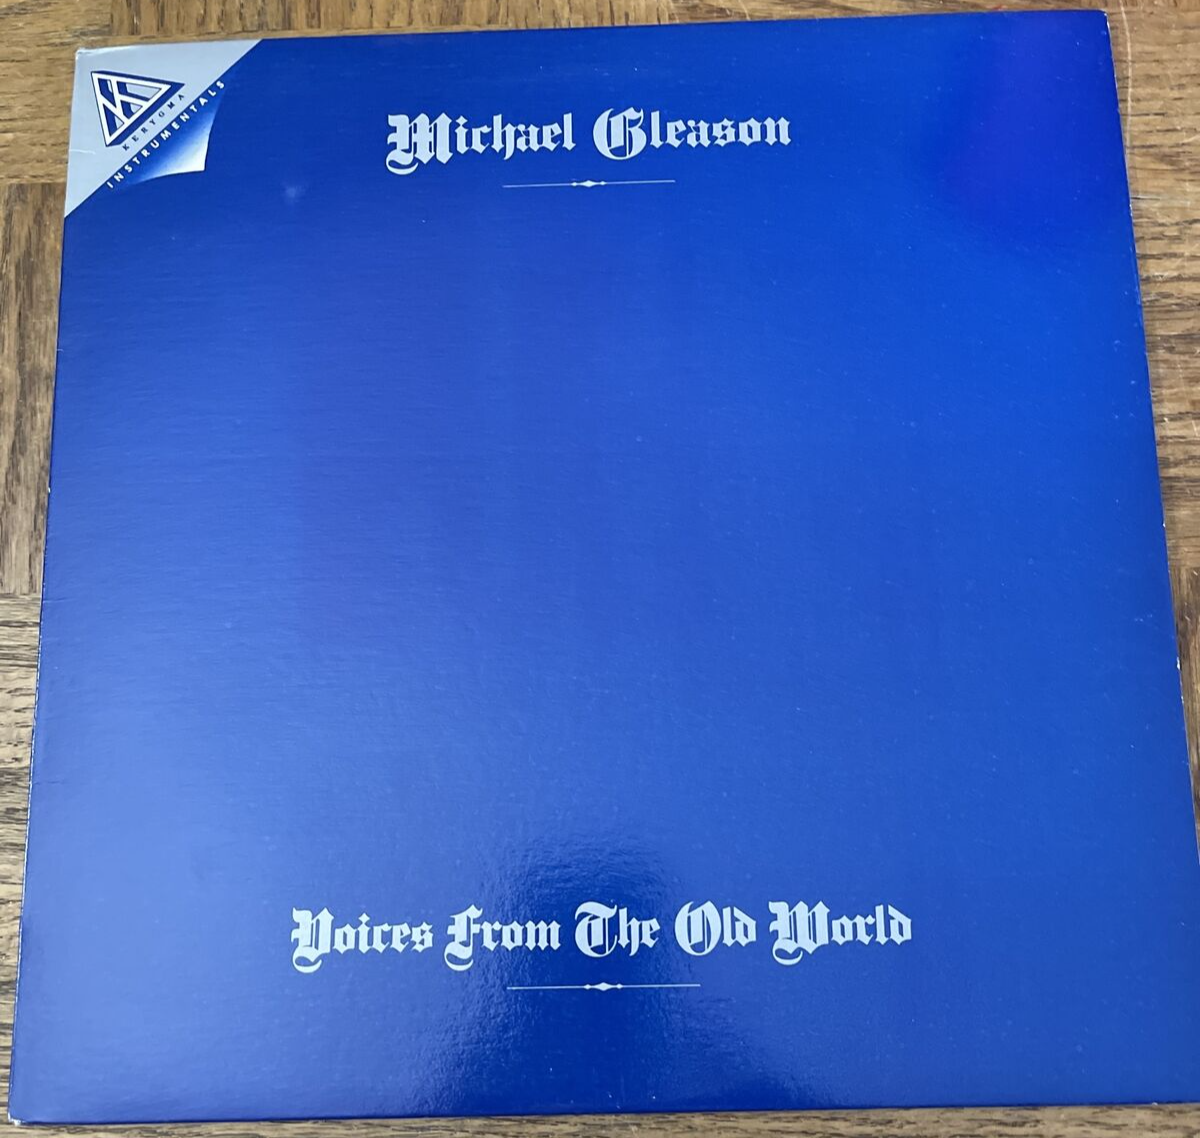 KERYGMA
INSTRUMENTALS
Michael Gleason
Voices From The Old World